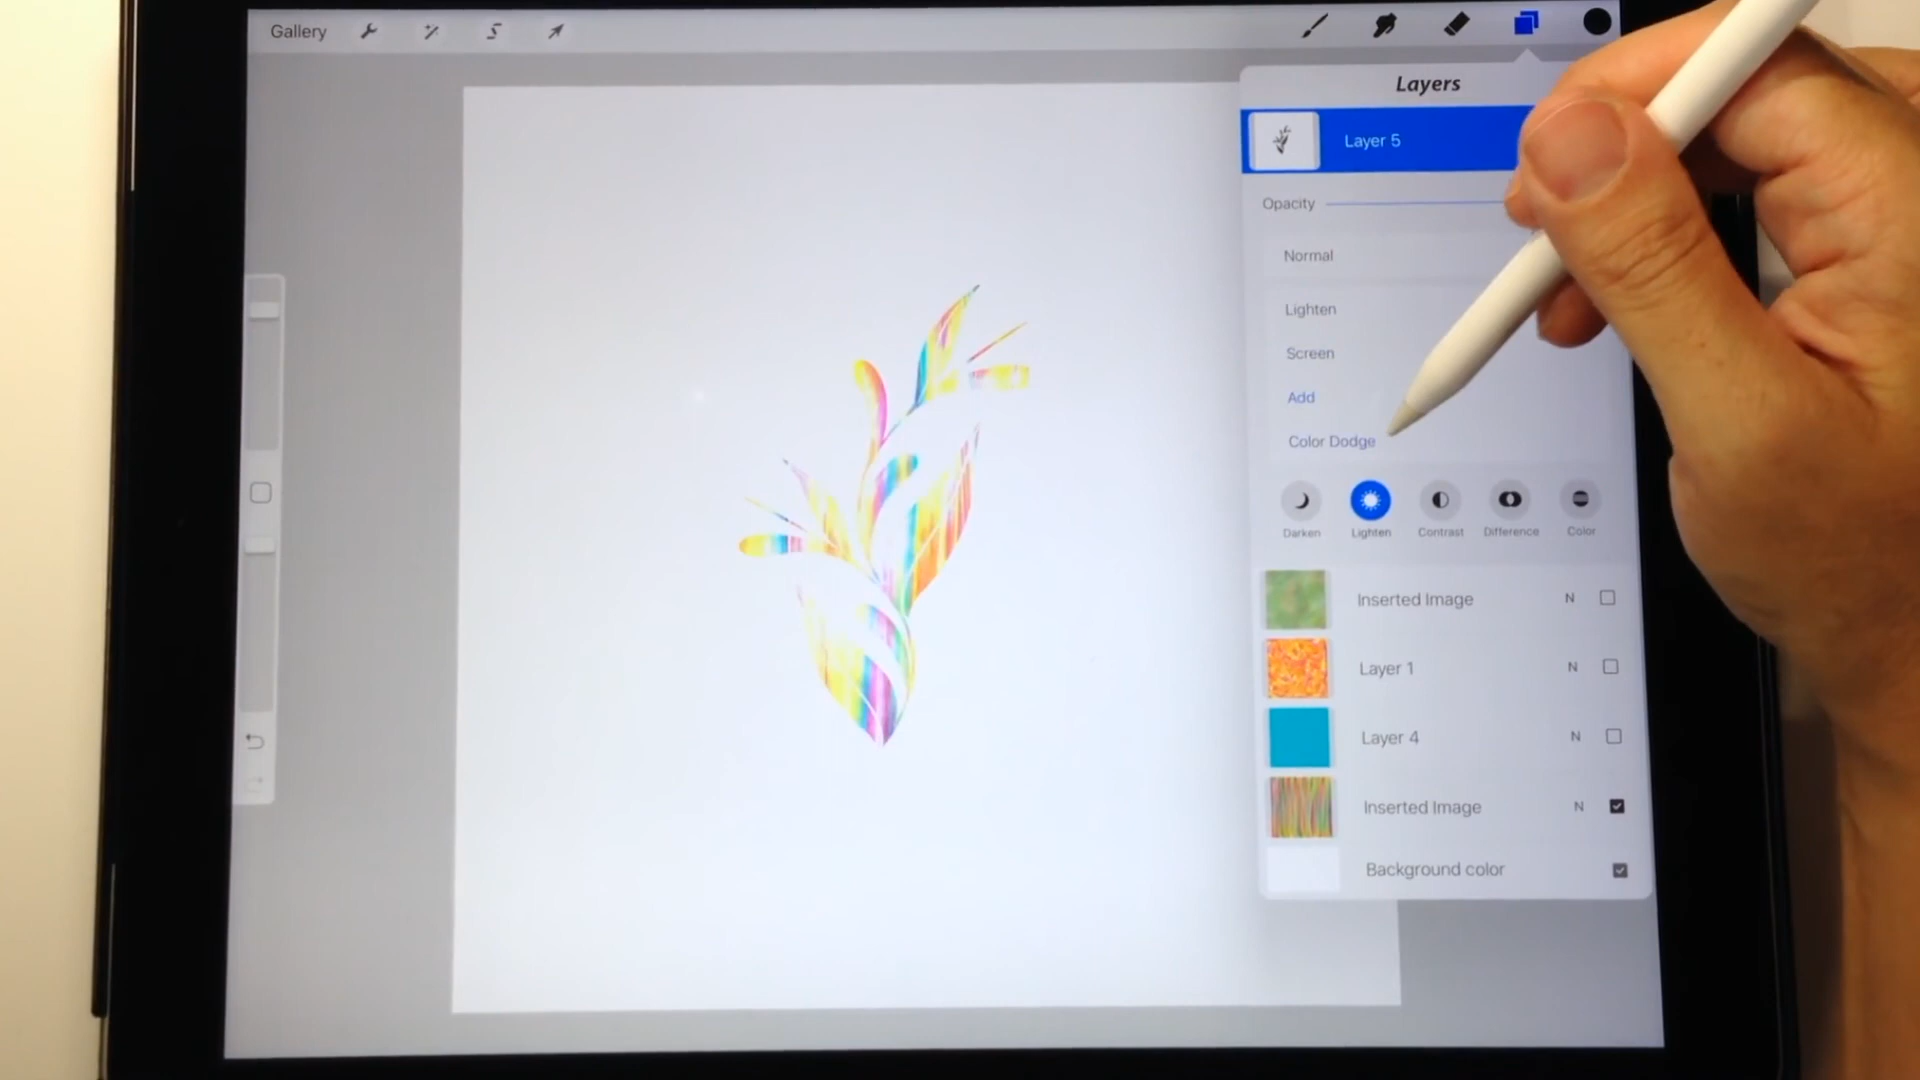 Gallery
Layers
Layer 5
Opacity
Normal
Lighten
Screen
Add
Color Dodge
Darken Lighten Contrast Difference Color
Inserted Image N
Layer 1 N
Layer 4 N
Inserted Image N
Background color